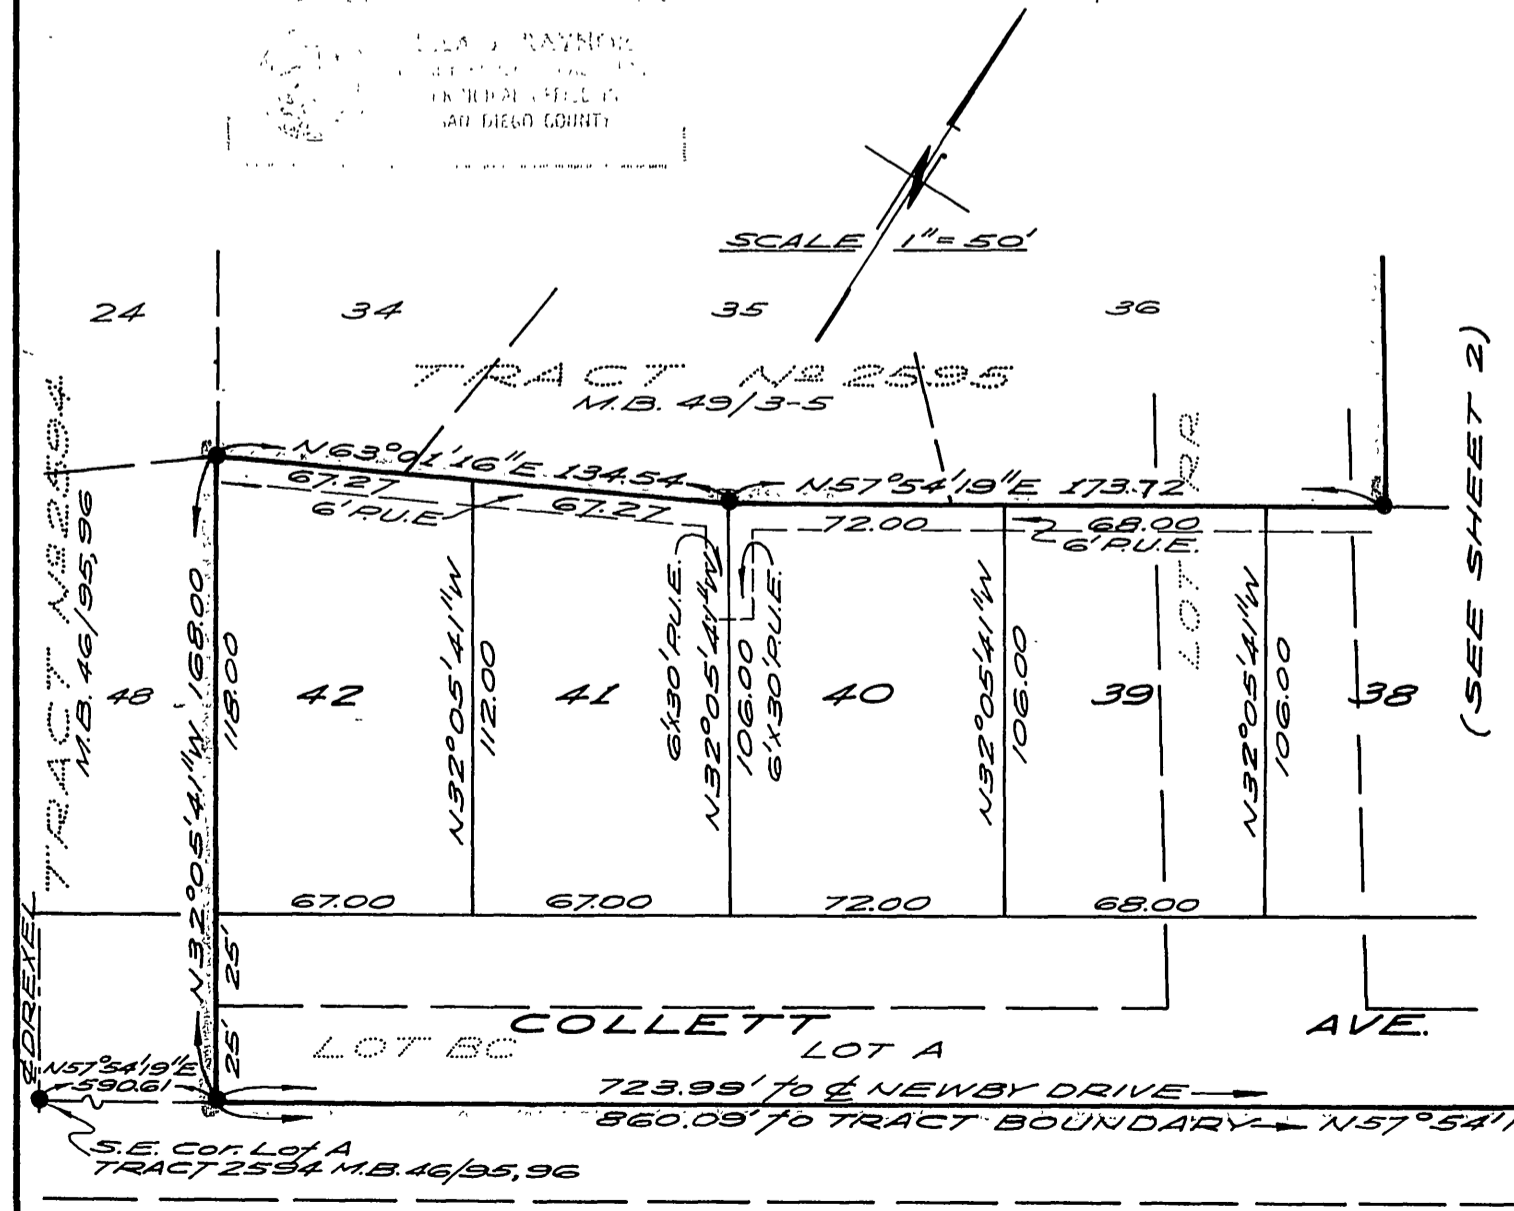 RAYNOR
SAN DIEGO COUNTY
SCALE 1"= 50'
24
34
35
36
TRACT Nº 2595
M.B. 49/3-5
N63°01'16"E 134.54
N57°54'19"E 173.72
67.27
67.27
6' P.U.E
72.00
68.00
6' P.U.E.
TRACT Nº 2594
M.B. 46/95,96
(SEE SHEET 2)
LOT RR
N32°05'41"W 168.00
118.00
N32°05'41"W
112.00
6'x30' P.U.E.
N32°05'41"W
106.00
6'x30' P.U.E.
N32°05'41"W
106.00
N32°05'41"W
106.00
48
42
41
40
39
38
67.00
67.00
72.00
68.00
25'
25'
℄ DREXEL
COLLETT AVE.
LOT BC
LOT A
N57°54'19"E
590.61
723.99' to ℄ NEWBY DRIVE
860.09' to TRACT BOUNDARY
N57°54'1
S.E. Cor. Lot A
TRACT 2594 M.B. 46/95,96